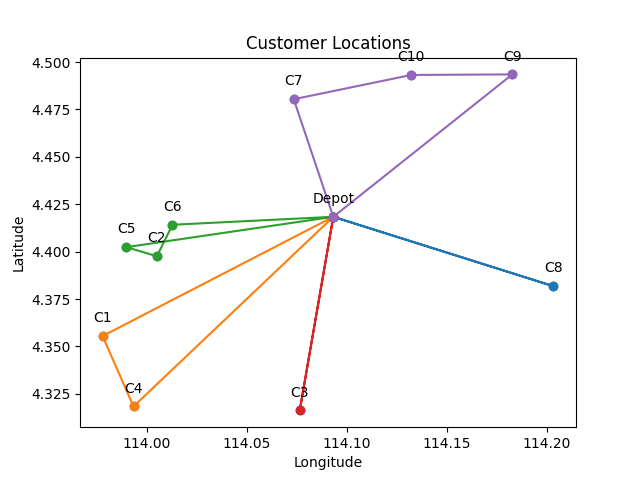 Customer Locations
4.500
4.475
4.450
4.425
4.400
4.375
4.350
4.325
Latitude
C10
C9
C7
Depot
C6
C5
C2
C8
C1
C4
C3
114.00
114.05
114.10
114.15
114.20
Longitude